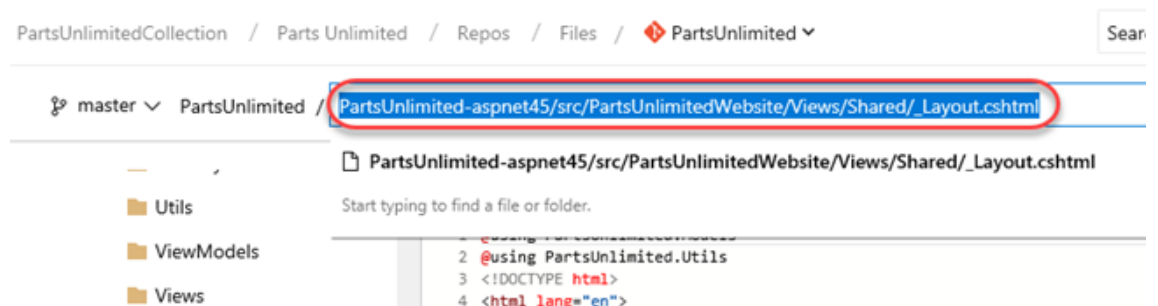 PartsUnlimitedCollection / Parts Unlimited / Repos / Files / PartsUnlimited
Sear
master PartsUnlimited / PartsUnlimited-aspnet45/src/PartsUnlimitedWebsite/Views/Shared/_Layout.cshtml
PartsUnlimited-aspnet45/src/PartsUnlimitedWebsite/Views/Shared/_Layout.cshtml
Start typing to find a file or folder.
Utils
ViewModels
Views
2 @using PartsUnlimited.Utils
3 <!DOCTYPE html>
4 <html lang="en">